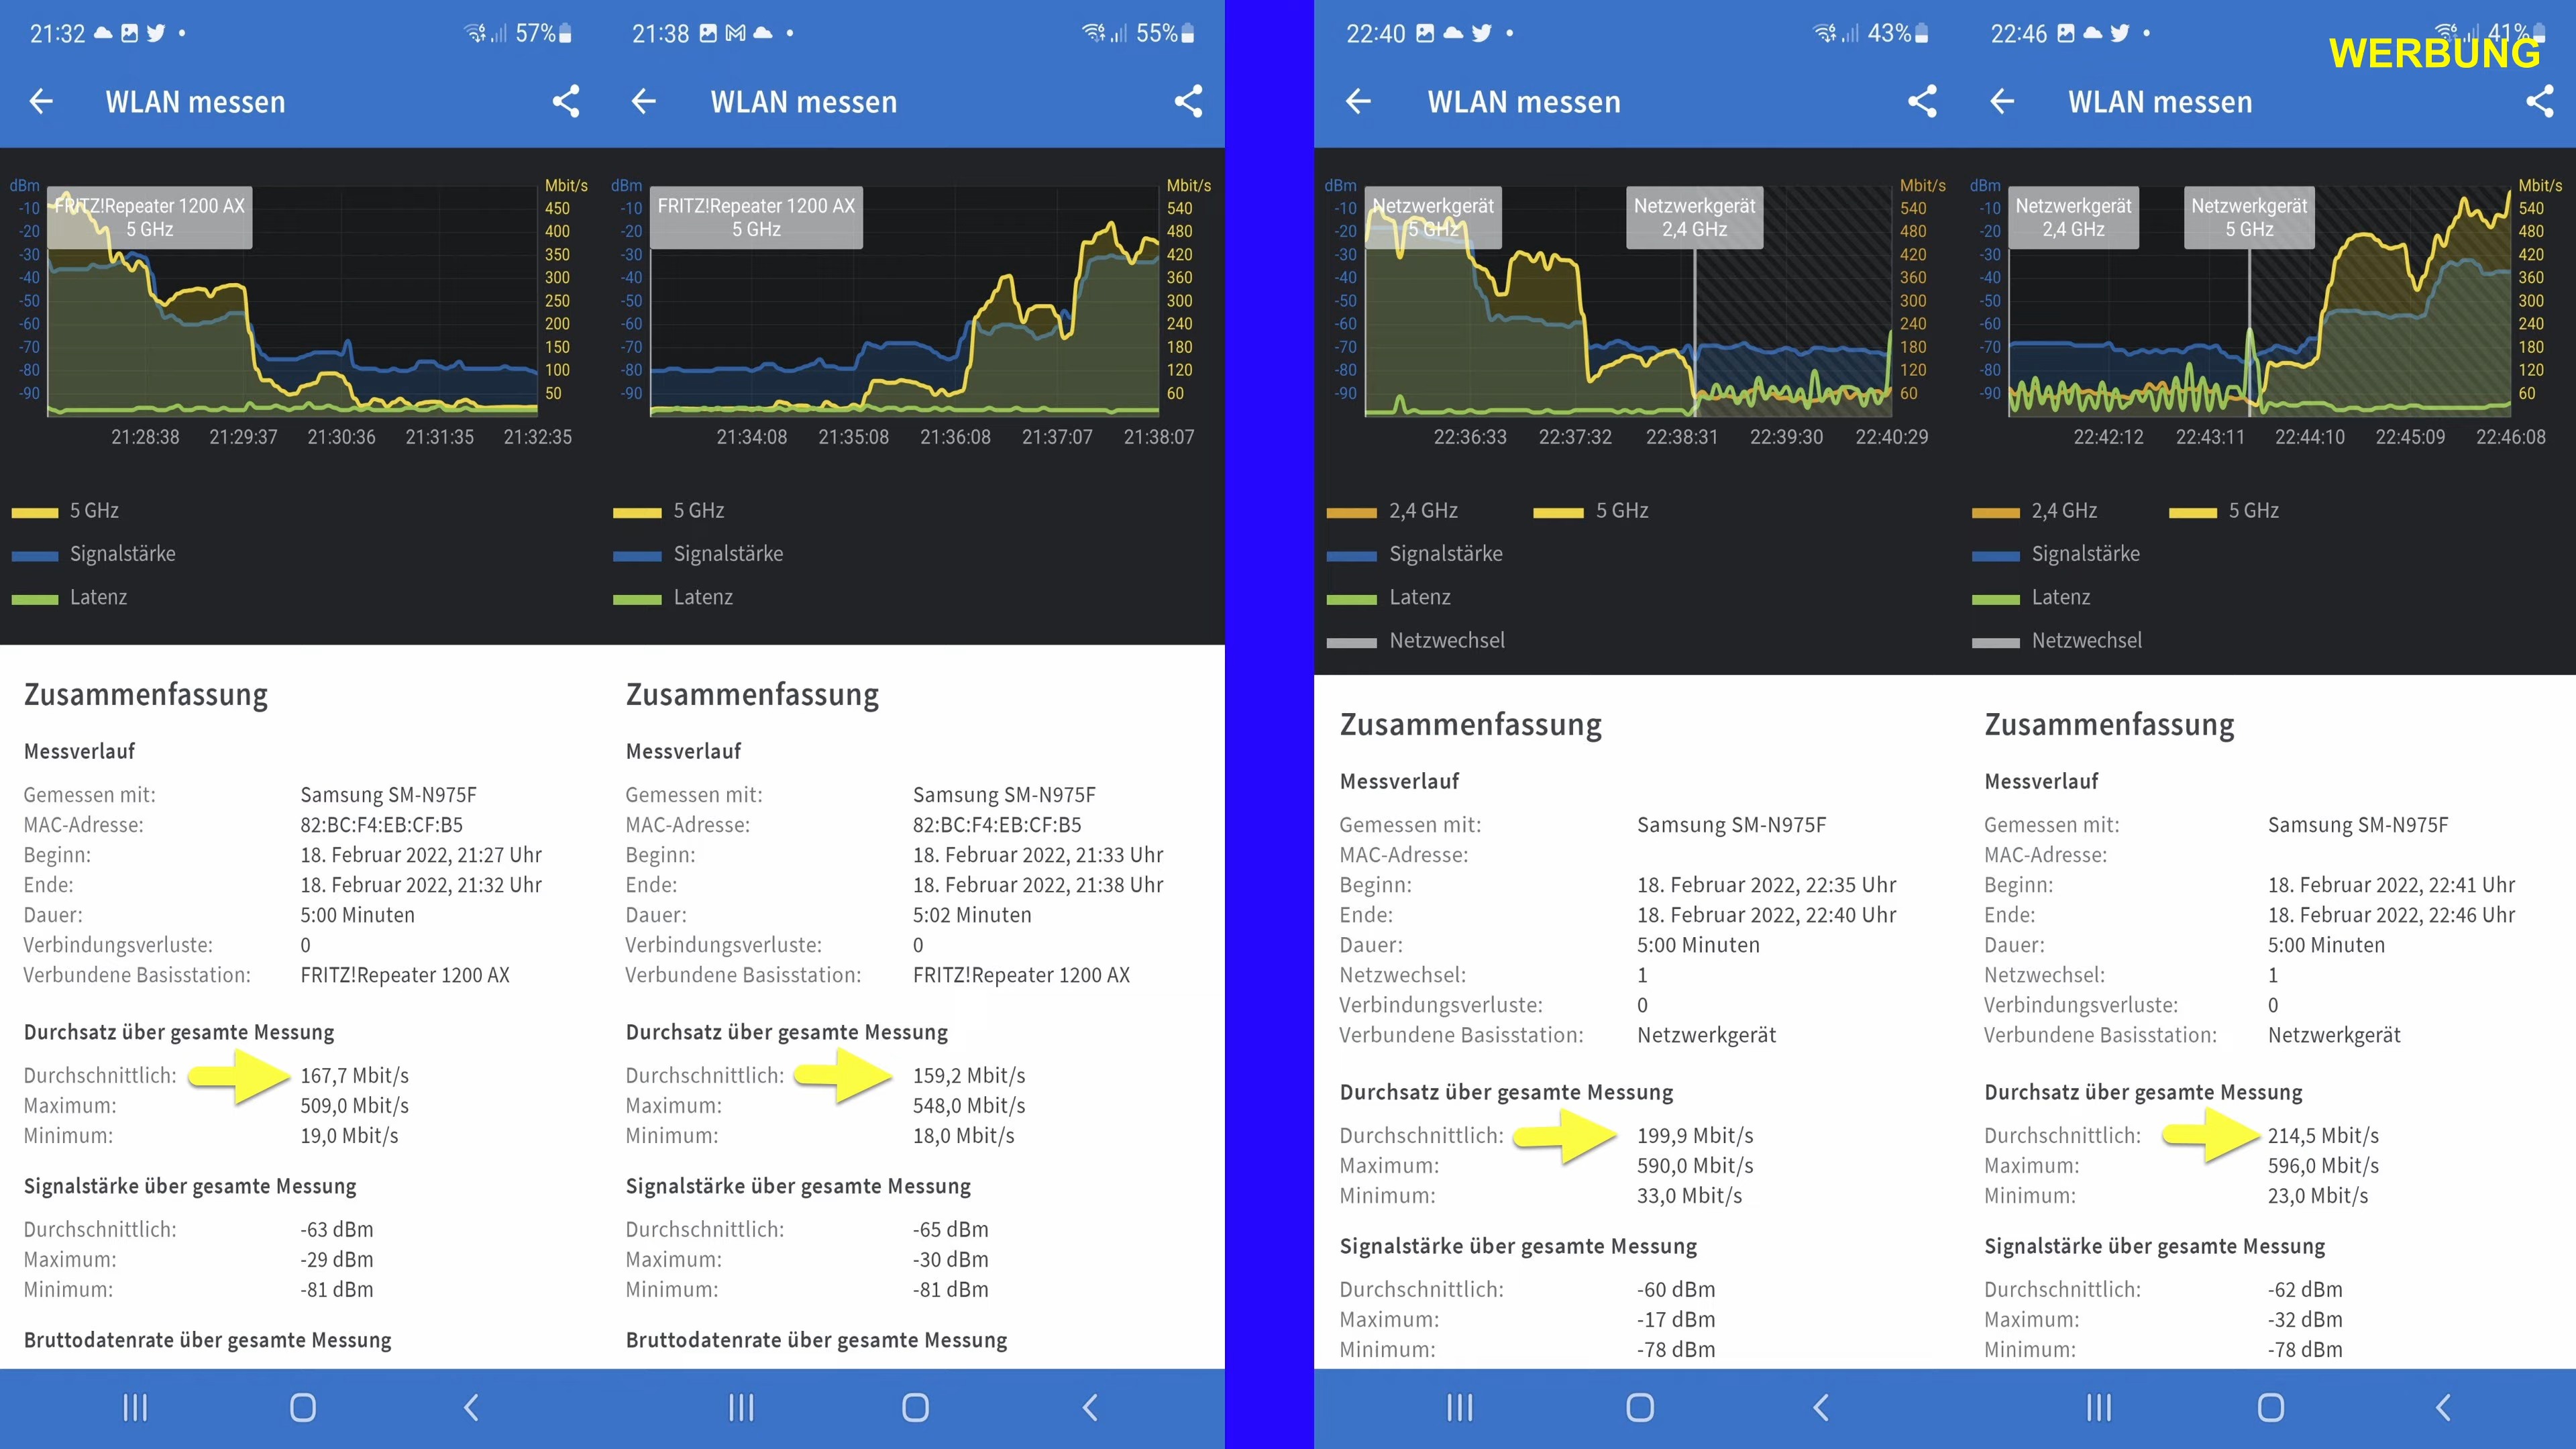 21:32
57%
WLAN messen
dBm
Mbit/s
FRITZ!Repeater 1200 AX
5 GHz
-10
-20
-30
-40
-50
-60
-70
-80
-90
450
400
350
300
250
200
150
100
50
21:28:38 21:29:37 21:30:36 21:31:35 21:32:35
5 GHz
Signalstärke
Latenz
Zusammenfassung
Messverlauf
Gemessen mit: Samsung SM-N975F
MAC-Adresse: 82:BC:F4:EB:CF:B5
Beginn: 18. Februar 2022, 21:27 Uhr
Ende: 18. Februar 2022, 21:32 Uhr
Dauer: 5:00 Minuten
Verbindungsverluste: 0
Verbundene Basisstation: FRITZ!Repeater 1200 AX
Durchsatz über gesamte Messung
Durchschnittlich: 167,7 Mbit/s
Maximum: 509,0 Mbit/s
Minimum: 19,0 Mbit/s
Signalstärke über gesamte Messung
Durchschnittlich: -63 dBm
Maximum: -29 dBm
Minimum: -81 dBm
Bruttodatenrate über gesamte Messung
21:38
55%
WLAN messen
dBm
Mbit/s
FRITZ!Repeater 1200 AX
5 GHz
-10
-20
-30
-40
-50
-60
-70
-80
-90
540
480
420
360
300
240
180
120
60
21:34:08 21:35:08 21:36:08 21:37:07 21:38:07
5 GHz
Signalstärke
Latenz
Zusammenfassung
Messverlauf
Gemessen mit: Samsung SM-N975F
MAC-Adresse: 82:BC:F4:EB:CF:B5
Beginn: 18. Februar 2022, 21:33 Uhr
Ende: 18. Februar 2022, 21:38 Uhr
Dauer: 5:02 Minuten
Verbindungsverluste: 0
Verbundene Basisstation: FRITZ!Repeater 1200 AX
Durchsatz über gesamte Messung
Durchschnittlich: 159,2 Mbit/s
Maximum: 548,0 Mbit/s
Minimum: 18,0 Mbit/s
Signalstärke über gesamte Messung
Durchschnittlich: -65 dBm
Maximum: -30 dBm
Minimum: -81 dBm
Bruttodatenrate über gesamte Messung
22:40
43%
WLAN messen
dBm
Mbit/s
Netzwerkgerät
5 GHz
Netzwerkgerät
2,4 GHz
-10
-20
-30
-40
-50
-60
-70
-80
-90
540
480
420
360
300
240
180
120
60
22:36:33 22:37:32 22:38:31 22:39:30 22:40:29
2,4 GHz 5 GHz
Signalstärke
Latenz
Netzwechsel
Zusammenfassung
Messverlauf
Gemessen mit: Samsung SM-N975F
MAC-Adresse:
Beginn: 18. Februar 2022, 22:35 Uhr
Ende: 18. Februar 2022, 22:40 Uhr
Dauer: 5:00 Minuten
Netzwechsel: 1
Verbindungsverluste: 0
Verbundene Basisstation: Netzwerkgerät
Durchsatz über gesamte Messung
Durchschnittlich: 199,9 Mbit/s
Maximum: 590,0 Mbit/s
Minimum: 33,0 Mbit/s
Signalstärke über gesamte Messung
Durchschnittlich: -60 dBm
Maximum: -17 dBm
Minimum: -78 dBm
22:46
41%
WERBUNG
WLAN messen
dBm
Mbit/s
Netzwerkgerät
2,4 GHz
Netzwerkgerät
5 GHz
-10
-20
-30
-40
-50
-60
-70
-80
-90
540
480
420
360
300
240
180
120
60
22:42:12 22:43:11 22:44:10 22:45:09 22:46:08
2,4 GHz 5 GHz
Signalstärke
Latenz
Netzwechsel
Zusammenfassung
Messverlauf
Gemessen mit: Samsung SM-N975F
MAC-Adresse:
Beginn: 18. Februar 2022, 22:41 Uhr
Ende: 18. Februar 2022, 22:46 Uhr
Dauer: 5:00 Minuten
Netzwechsel: 1
Verbindungsverluste: 0
Verbundene Basisstation: Netzwerkgerät
Durchsatz über gesamte Messung
Durchschnittlich: 214,5 Mbit/s
Maximum: 596,0 Mbit/s
Minimum: 23,0 Mbit/s
Signalstärke über gesamte Messung
Durchschnittlich: -62 dBm
Maximum: -32 dBm
Minimum: -78 dBm